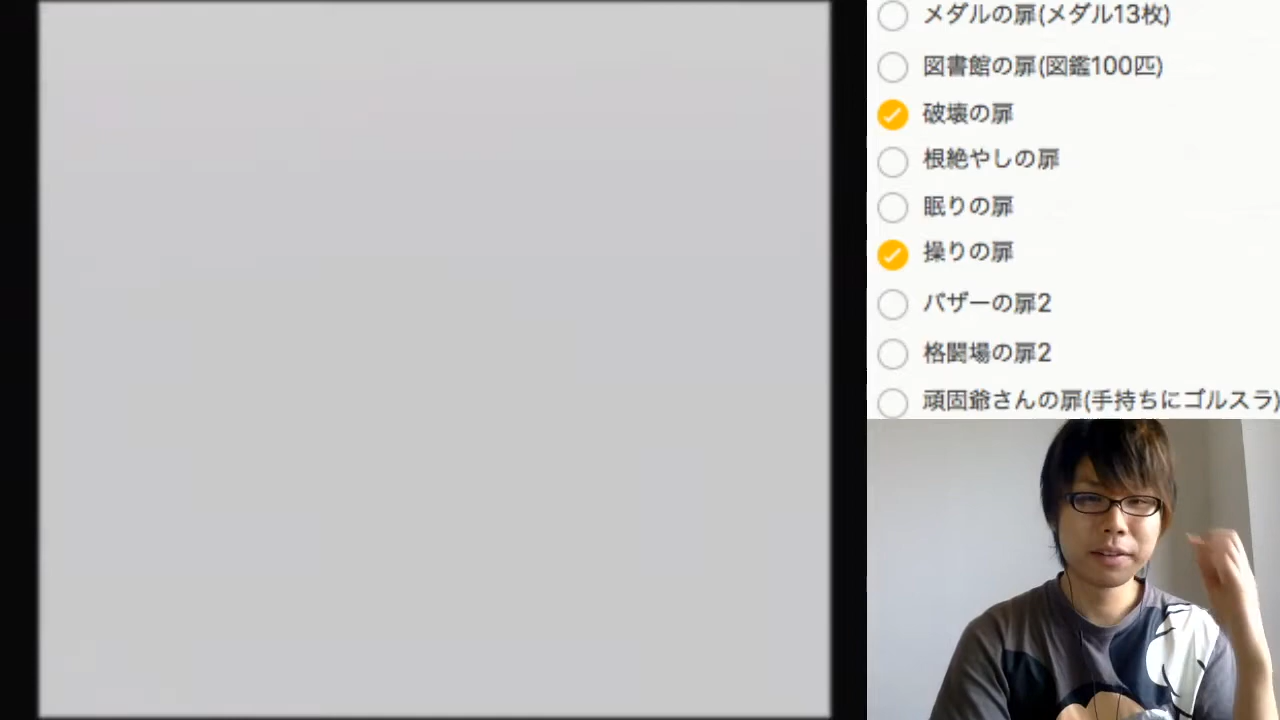 メダルの扉(メダル13枚)
図書館の扉(図鑑100匹)
破壊の扉
根絶やしの扉
眠りの扉
操りの扉
バザーの扉2
格闘場の扉2
頑固爺さんの扉(手持ちにゴルスラ)